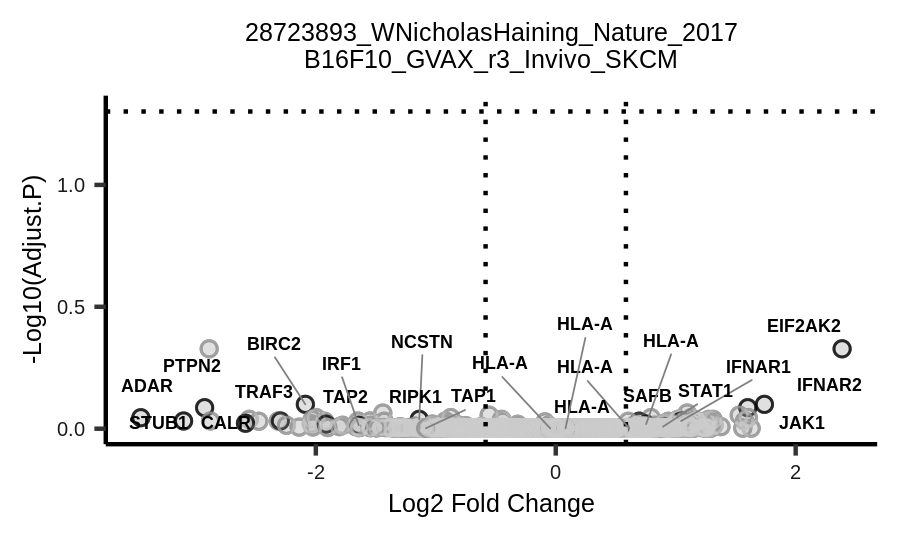 28723893_WNicholasHaining_Nature_2017
B16F10_GVAX_r3_Invivo_SKCM
-Log10(Adjust.P)
1.0
0.5
0.0
HLA-A
EIF2AK2
BIRC2
NCSTN
HLA-A
PTPN2
IRF1
HLA-A
HLA-A
IFNAR1
ADAR
TRAF3
TAP2
RIPK1
TAP1
SAFB
STAT1
IFNAR2
HLA-A
STUB1
CALR
JAK1
-2
0
2
Log2 Fold Change